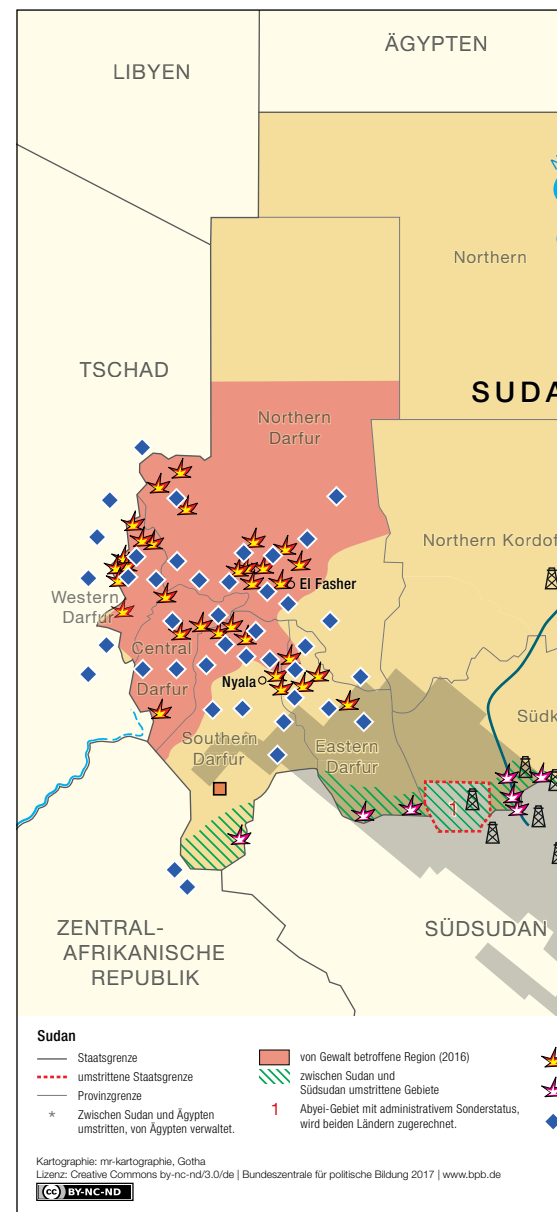 ÄGYPTEN
LIBYEN
Northern
TSCHAD
SUDA
Northern
Darfur
Northern Kordof
El Fasher
Western
Darfur
Central
Darfur
Nyala
Südk
Southern
Darfur
Eastern
Darfur
1
ZENTRAL-
AFRIKANISCHE
REPUBLIK
SÜDSUDAN
Sudan
Staatsgrenze
umstrittene Staatsgrenze
Provinzgrenze
* Zwischen Sudan und Ägypten
umstritten, von Ägypten verwaltet.
von Gewalt betroffene Region (2016)
zwischen Sudan und
Südsudan umstrittene Gebiete
1 Abyei-Gebiet mit administrativem Sonderstatus,
wird beiden Ländern zugerechnet.
Kartographie: mr-kartographie, Gotha
Lizenz: Creative Commons by-nc-nd/3.0/de | Bundeszentrale für politische Bildung 2017 | www.bpb.de
cc BY-NC-ND